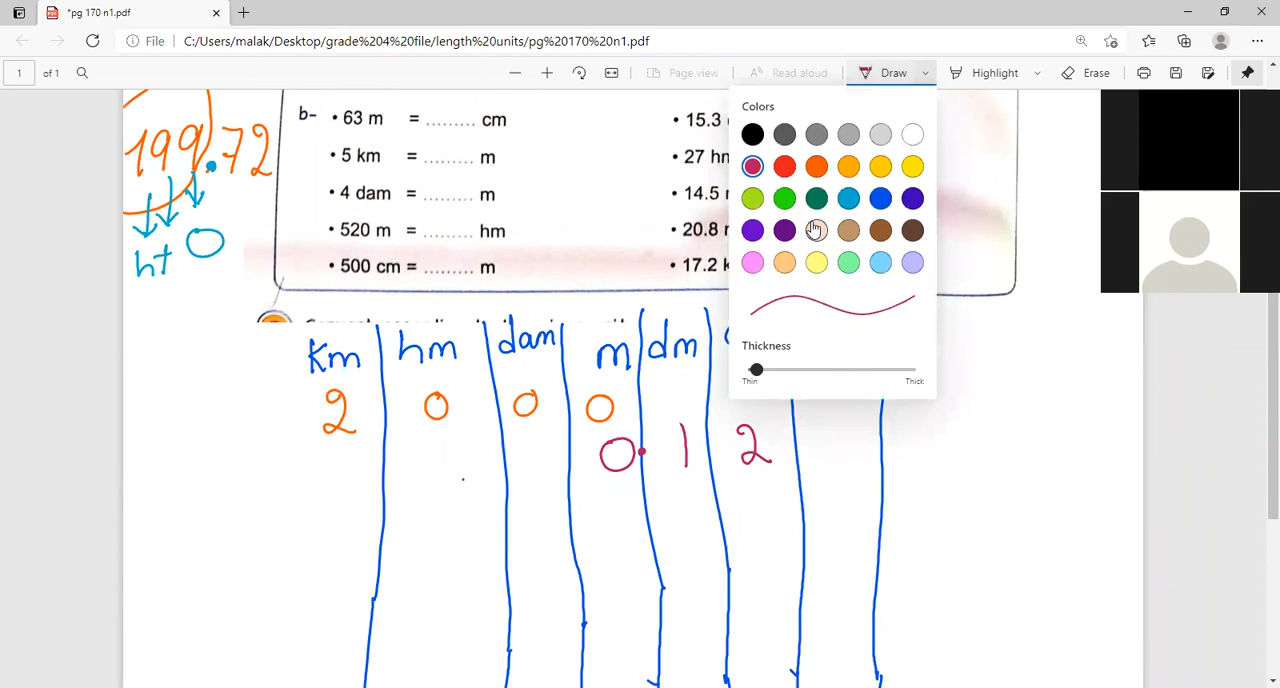 *pg 170 n1.pdf
File C:/Users/malak/Desktop/grade%204%20file/length%20units/pg%20170%20n1.pdf
1 of 1 Page view Read aloud Draw Highlight Erase
Colors
Thickness
Thin Thick
199.72
ht
b- • 63 m = ......... cm • 15.3
• 5 km = ......... m • 27 hm
• 4 dam = ......... m • 14.5
• 520 m = ......... hm • 20.8
• 500 cm = ......... m • 17.2
km hm dam m dm
2 0 0 0
0.12